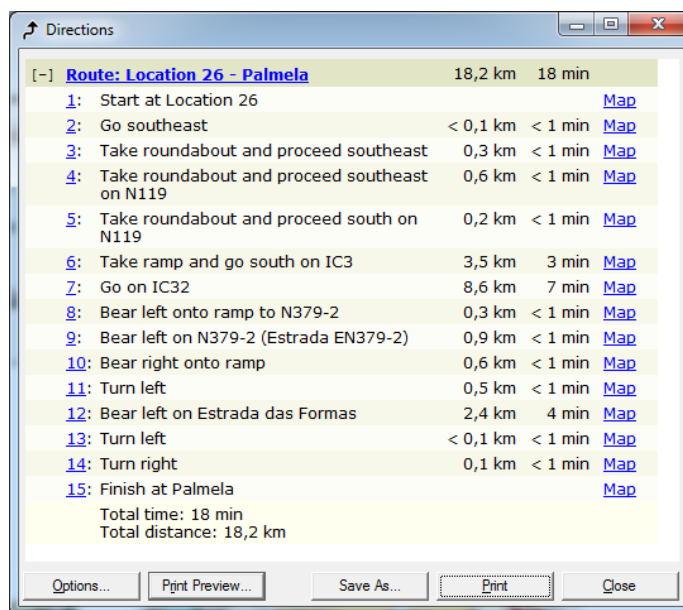 Directions
[-] Route: Location 26 - Palmela 18,2 km 18 min
1: Start at Location 26 Map
2: Go southeast < 0,1 km < 1 min Map
3: Take roundabout and proceed southeast 0,3 km < 1 min Map
4: Take roundabout and proceed southeast 0,6 km < 1 min Map
on N119
5: Take roundabout and proceed south on 0,2 km < 1 min Map
N119
6: Take ramp and go south on IC3 3,5 km 3 min Map
7: Go on IC32 8,6 km 7 min Map
8: Bear left onto ramp to N379-2 0,3 km < 1 min Map
9: Bear left on N379-2 (Estrada EN379-2) 0,9 km < 1 min Map
10: Bear right onto ramp 0,6 km < 1 min Map
11: Turn left 0,5 km < 1 min Map
12: Bear left on Estrada das Formas 2,4 km 4 min Map
13: Turn left < 0,1 km < 1 min Map
14: Turn right 0,1 km < 1 min Map
15: Finish at Palmela Map
Total time: 18 min
Total distance: 18,2 km
Options... Print Preview... Save As... Print Close